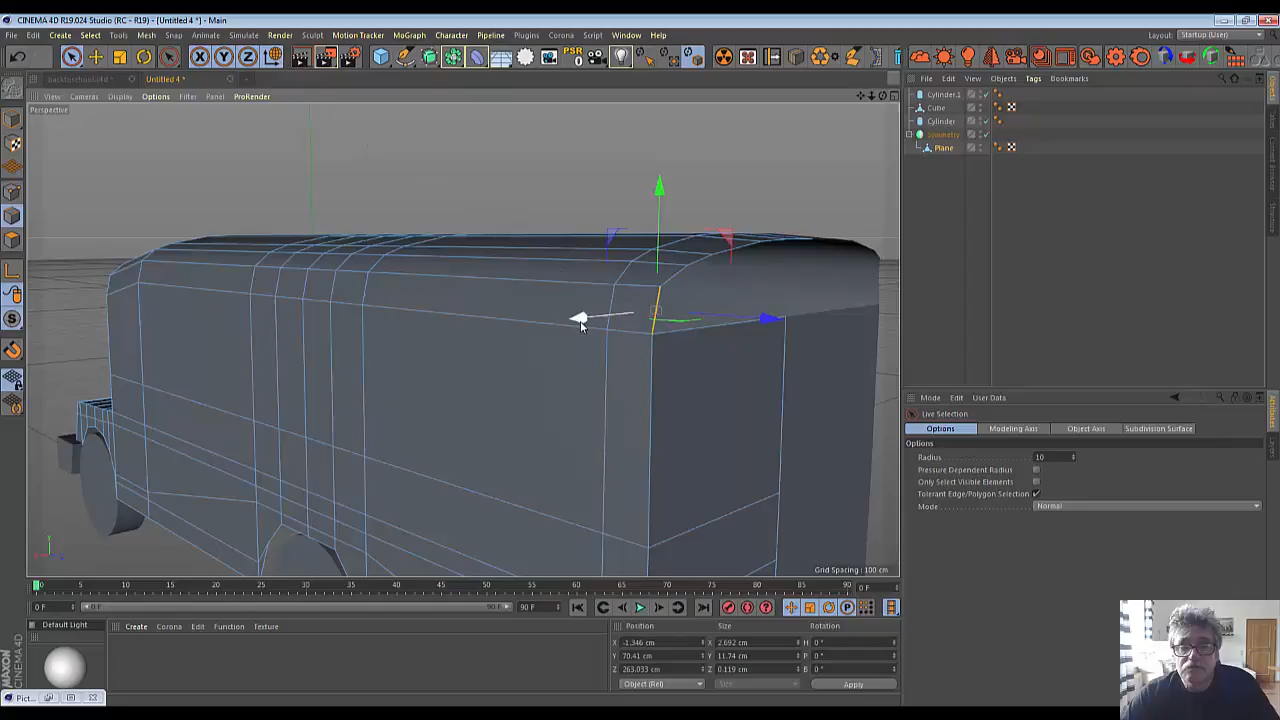 CINEMA 4D R19.024 Studio (RC - R19) - [Untitled 4 *] - Main
File Edit Create Select Tools Mesh Snap Animate Simulate Render Sculpt Motion Tracker MoGraph Character Pipeline Plugins Corona Script Window Help
Layout: Startup (User)
PSR
0
backtoschool.c4d *
Untitled 4 *
View Cameras Display Options Filter Panel ProRender
File Edit View Objects Tags Bookmarks
Perspective
Cylinder.1
Cube
Cylinder
Symmetry
Plane
Mode Edit User Data
Live Selection
Options Modeling Axis Object Axis Subdivision Surface
Options
Radius 10
Pressure Dependent Radius
Only Select Visible Elements
Tolerant Edge/Polygon Selection
Mode Normal
Grid Spacing : 100 cm
0 5 10 15 20 25 30 35 40 45 50 55 60 65 70 75 80 85 90 0 F
0 F 0 F 90 F 90 F
Default Light
Create Corona Edit Function Texture
Position Size Rotation
X -1.346 cm X 2.692 cm H 0 °
Y 70.41 cm Y 11.74 cm P 0 °
Z 263.033 cm Z 0.119 cm B 0 °
Object (Rel) Size Apply
MAXON CINEMA 4D
Pict...